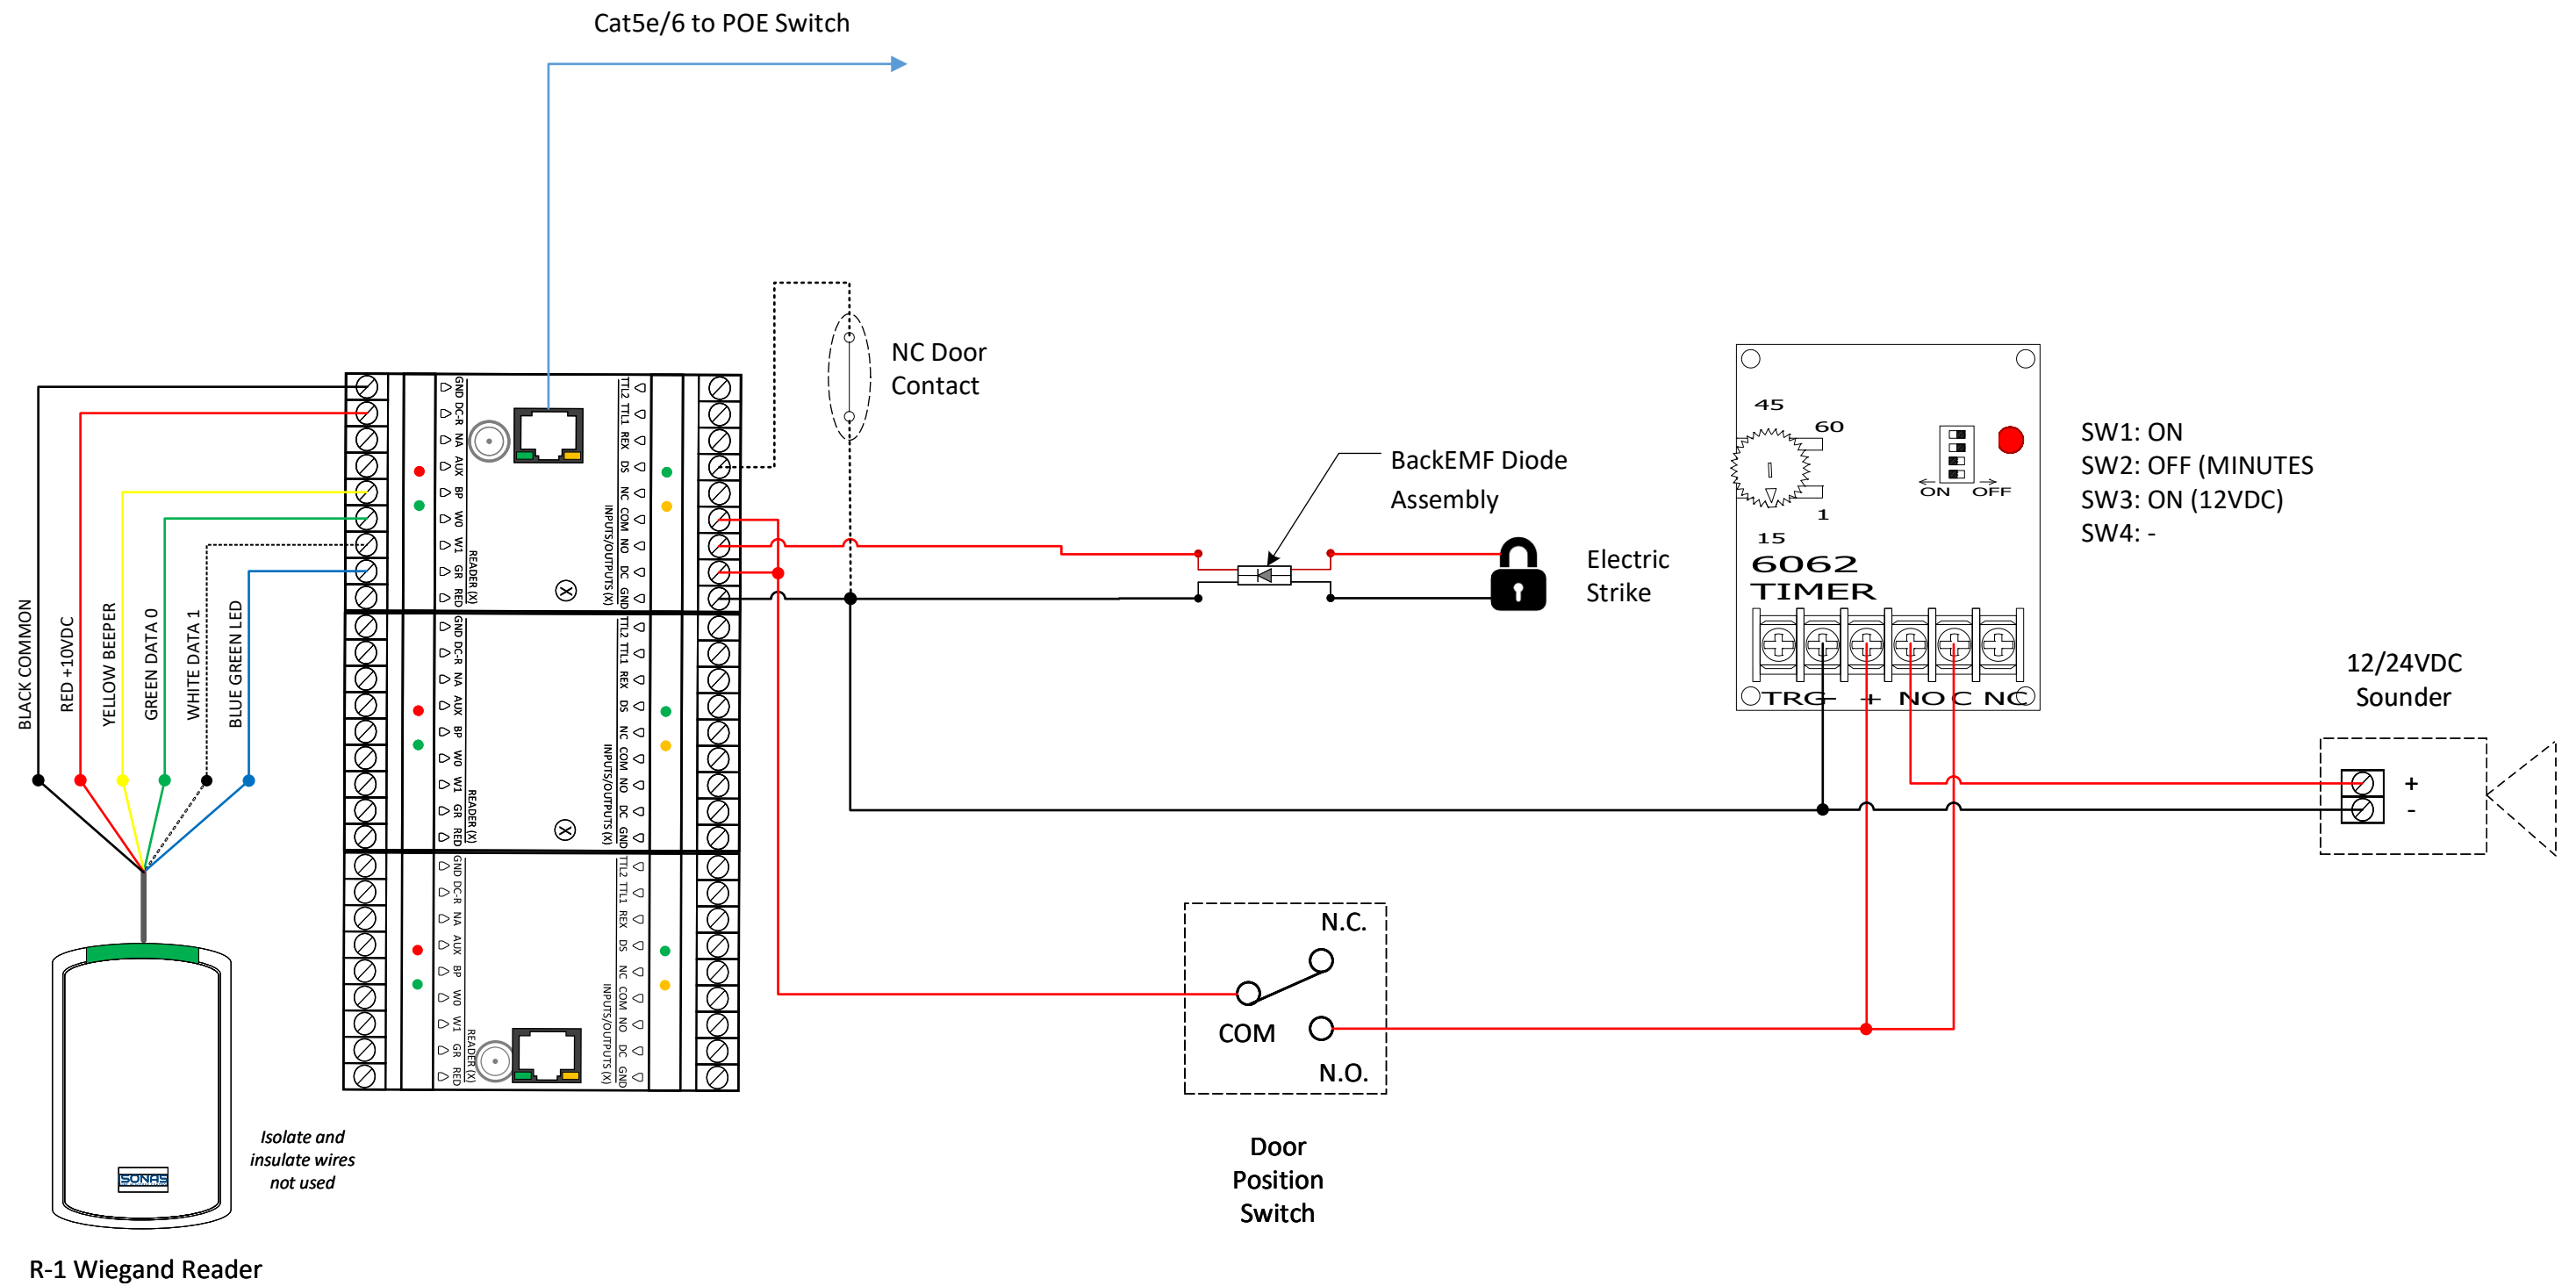 Cat5e/6 to POE Switch
NC Door
Contact
BackEMF Diode
Assembly
Electric
Strike
45
60
ON
OFF
1
15
6062
TIMER
TRG
-
+
NO
C
NC
SW1: ON
SW2: OFF (MINUTES
SW3: ON (12VDC)
SW4: -
12/24VDC
Sounder
+
-
BLACK COMMON
RED +10VDC
YELLOW BEEPER
GREEN DATA 0
WHITE DATA 1
BLUE GREEN LED
GND DC-R NA AUX BP W0 W1 GR RED
READER (X)
TTL2 TTL1 REX DS NC COM NO DC GND
INPUTS/OUTPUTS (X)
X
GND DC-R NA AUX BP W0 W1 GR RED
READER (X)
TTL2 TTL1 REX DS NC COM NO DC GND
INPUTS/OUTPUTS (X)
X
GND DC-R NA AUX BP W0 W1 GR RED
READER (X)
TTL2 TTL1 REX DS NC COM NO DC GND
INPUTS/OUTPUTS (X)
N.C.
COM
N.O.
Door
Position
Switch
Isolate and
insulate wires
not used
SONAS
R-1 Wiegand Reader